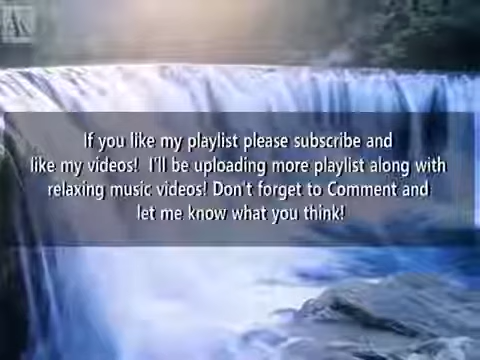 If you like my playlist please subscribe and
like my videos! I'll be uploading more playlist along with
relaxing music videos! Don't forget to Comment and
let me know what you think!